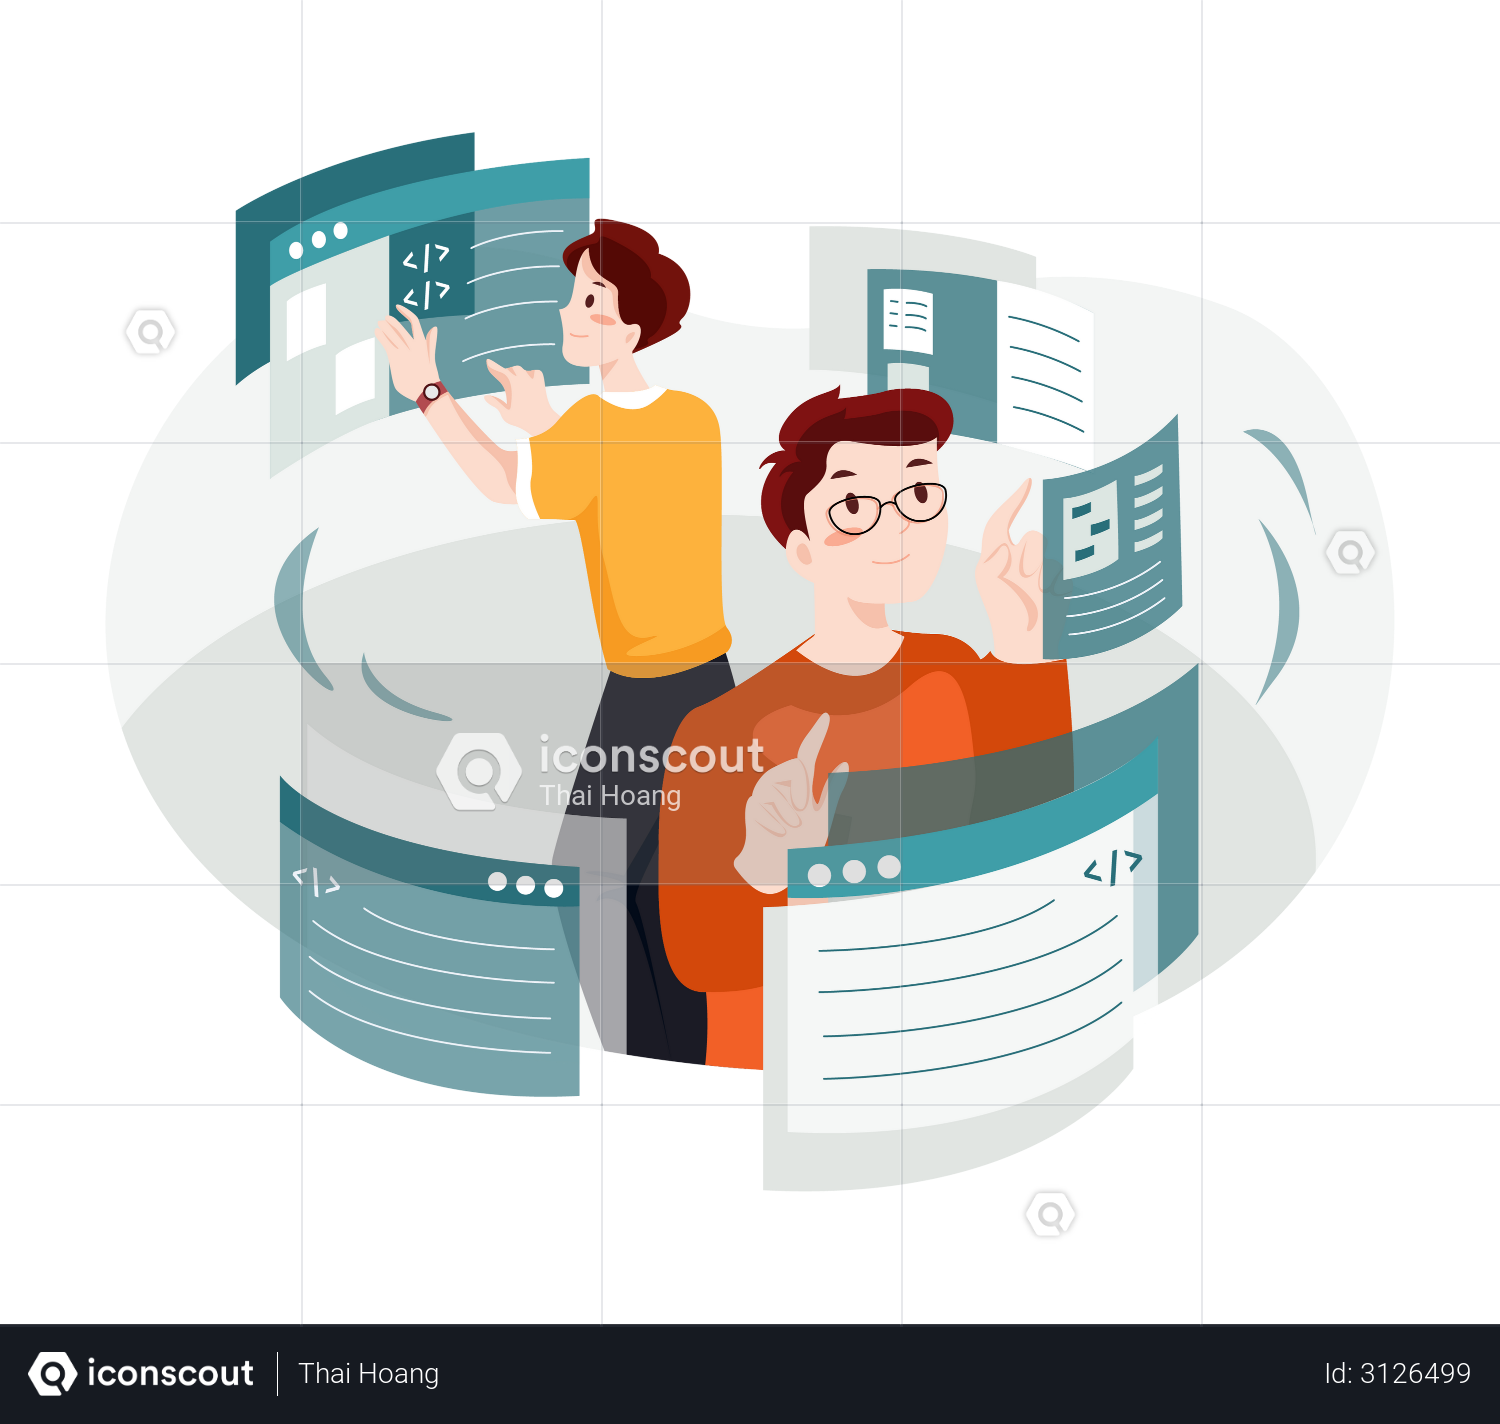 </>
</>
</>
</>
iconscout
Thai Hoang
iconscout | Thai Hoang
Id: 3126499